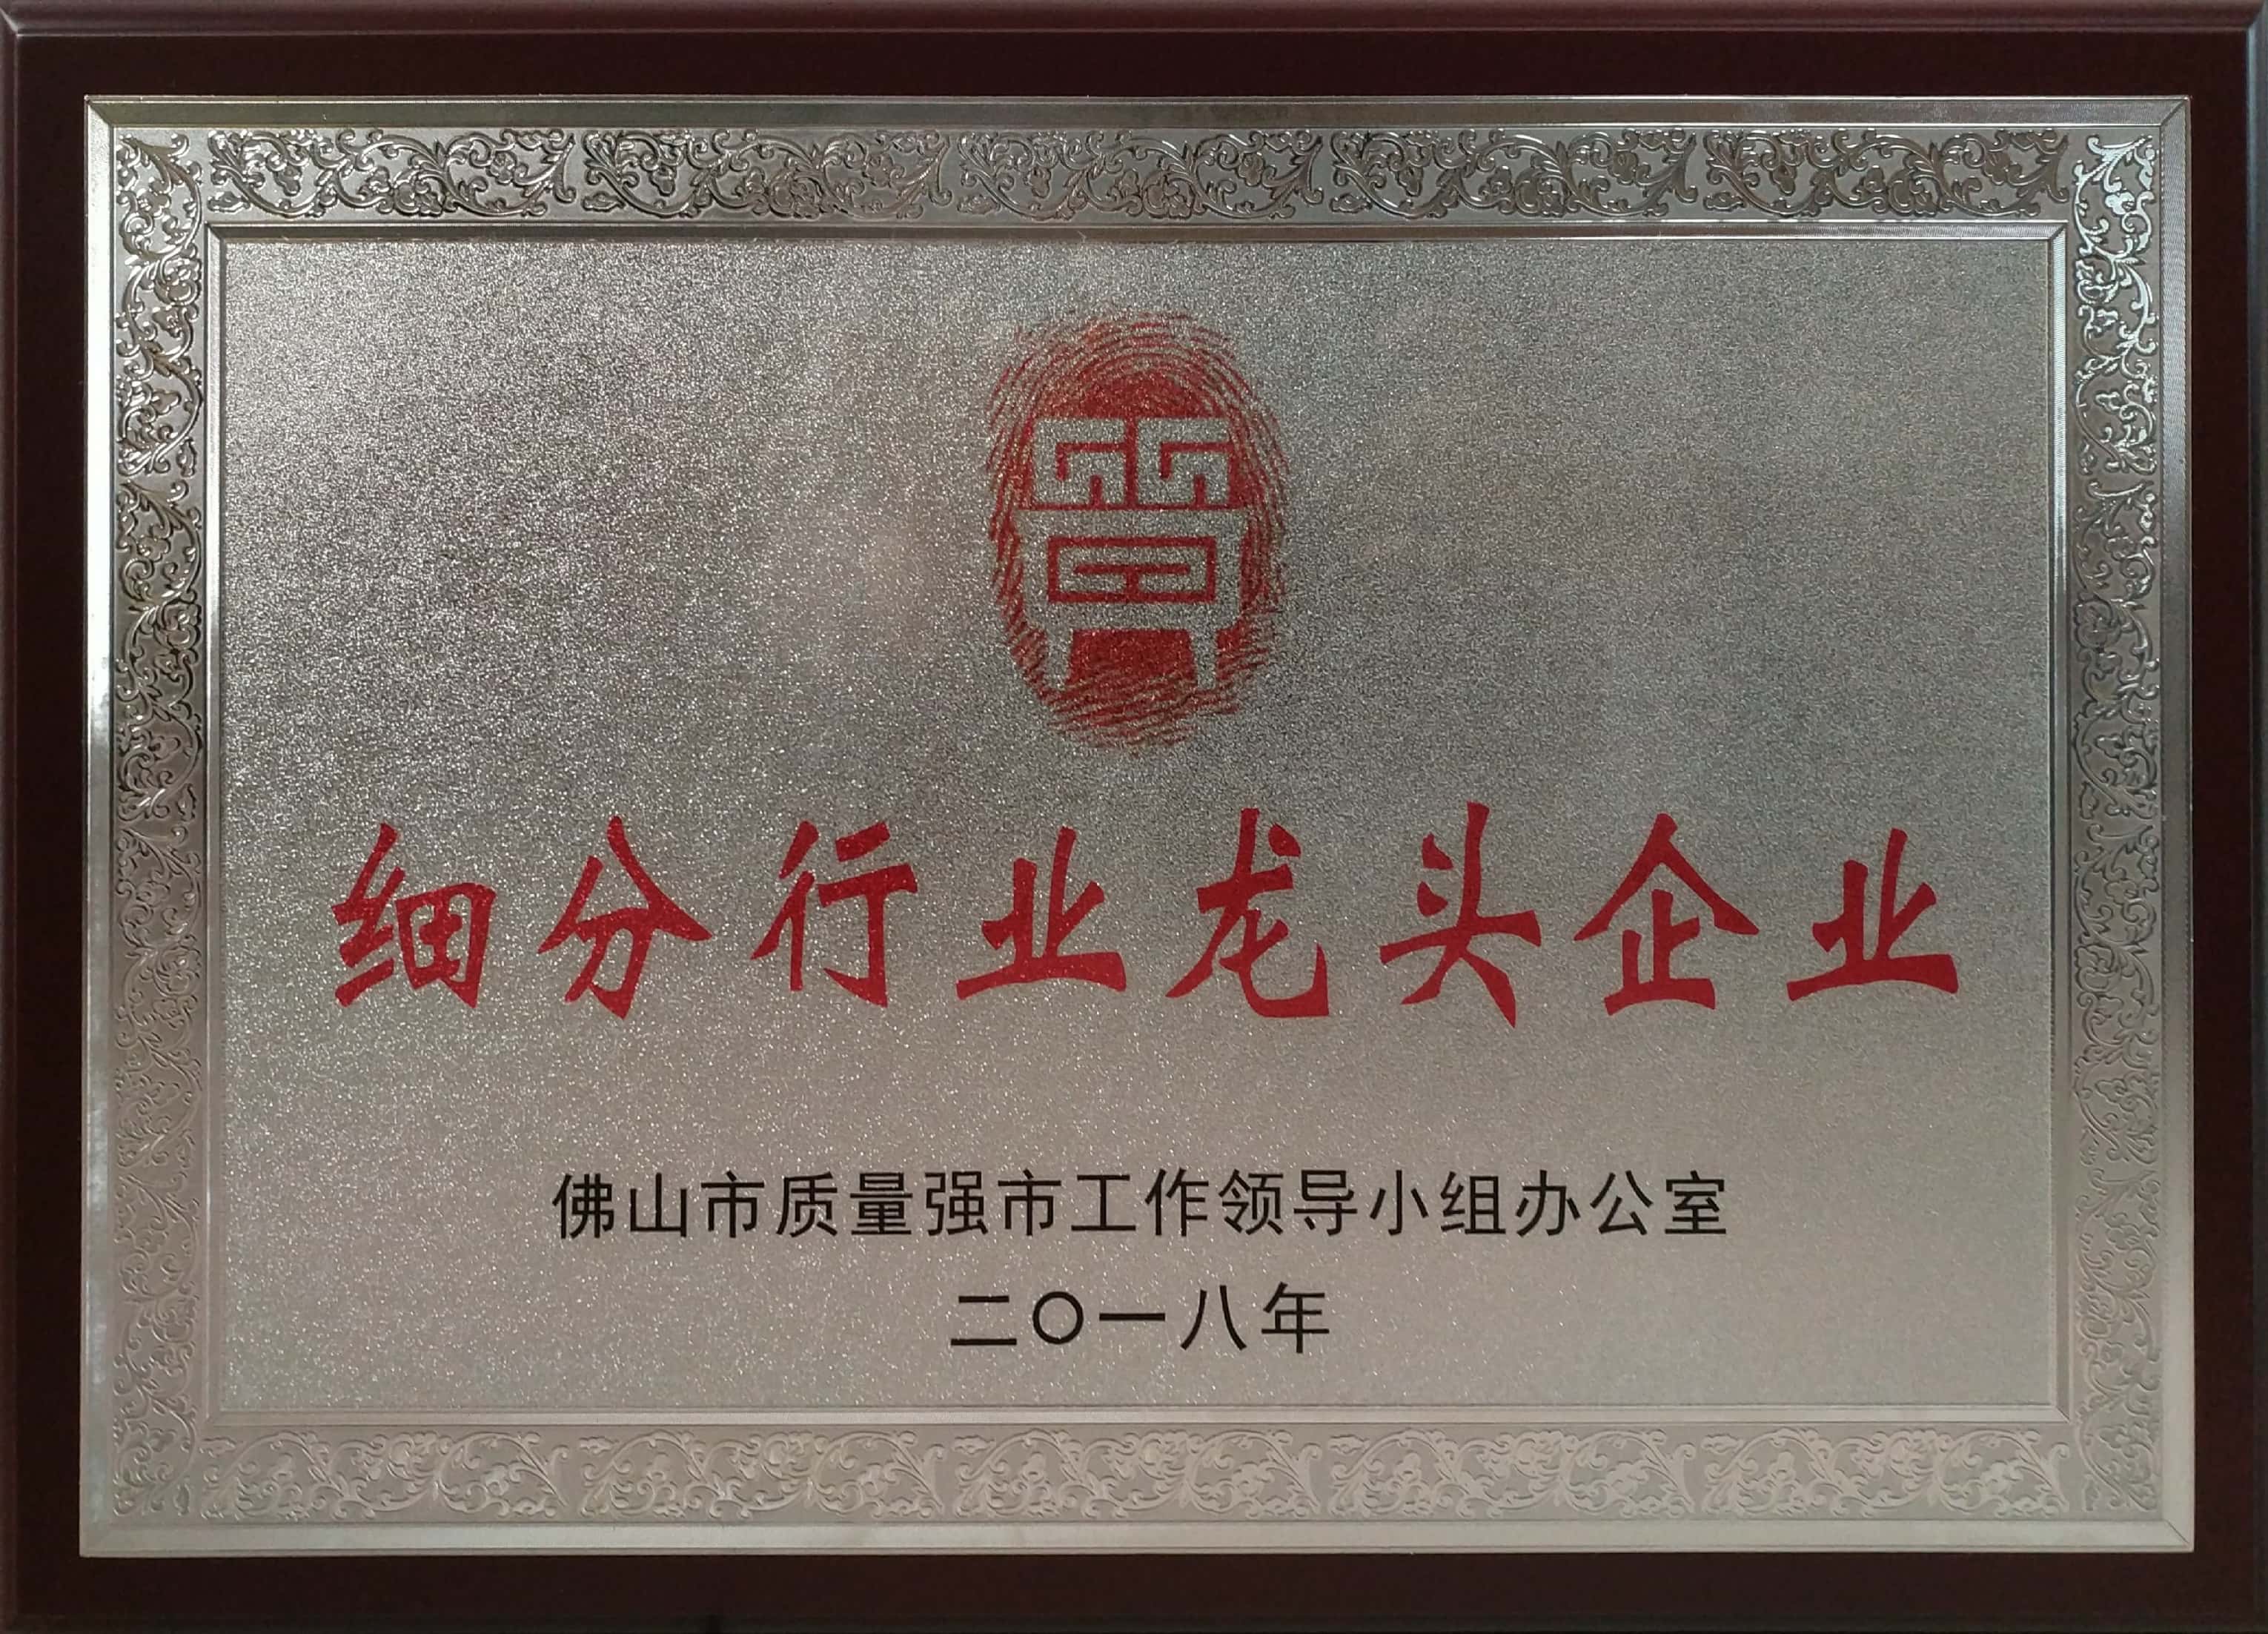 细分行业龙头企业
佛山市质量强市工作领导小组办公室
二〇一八年